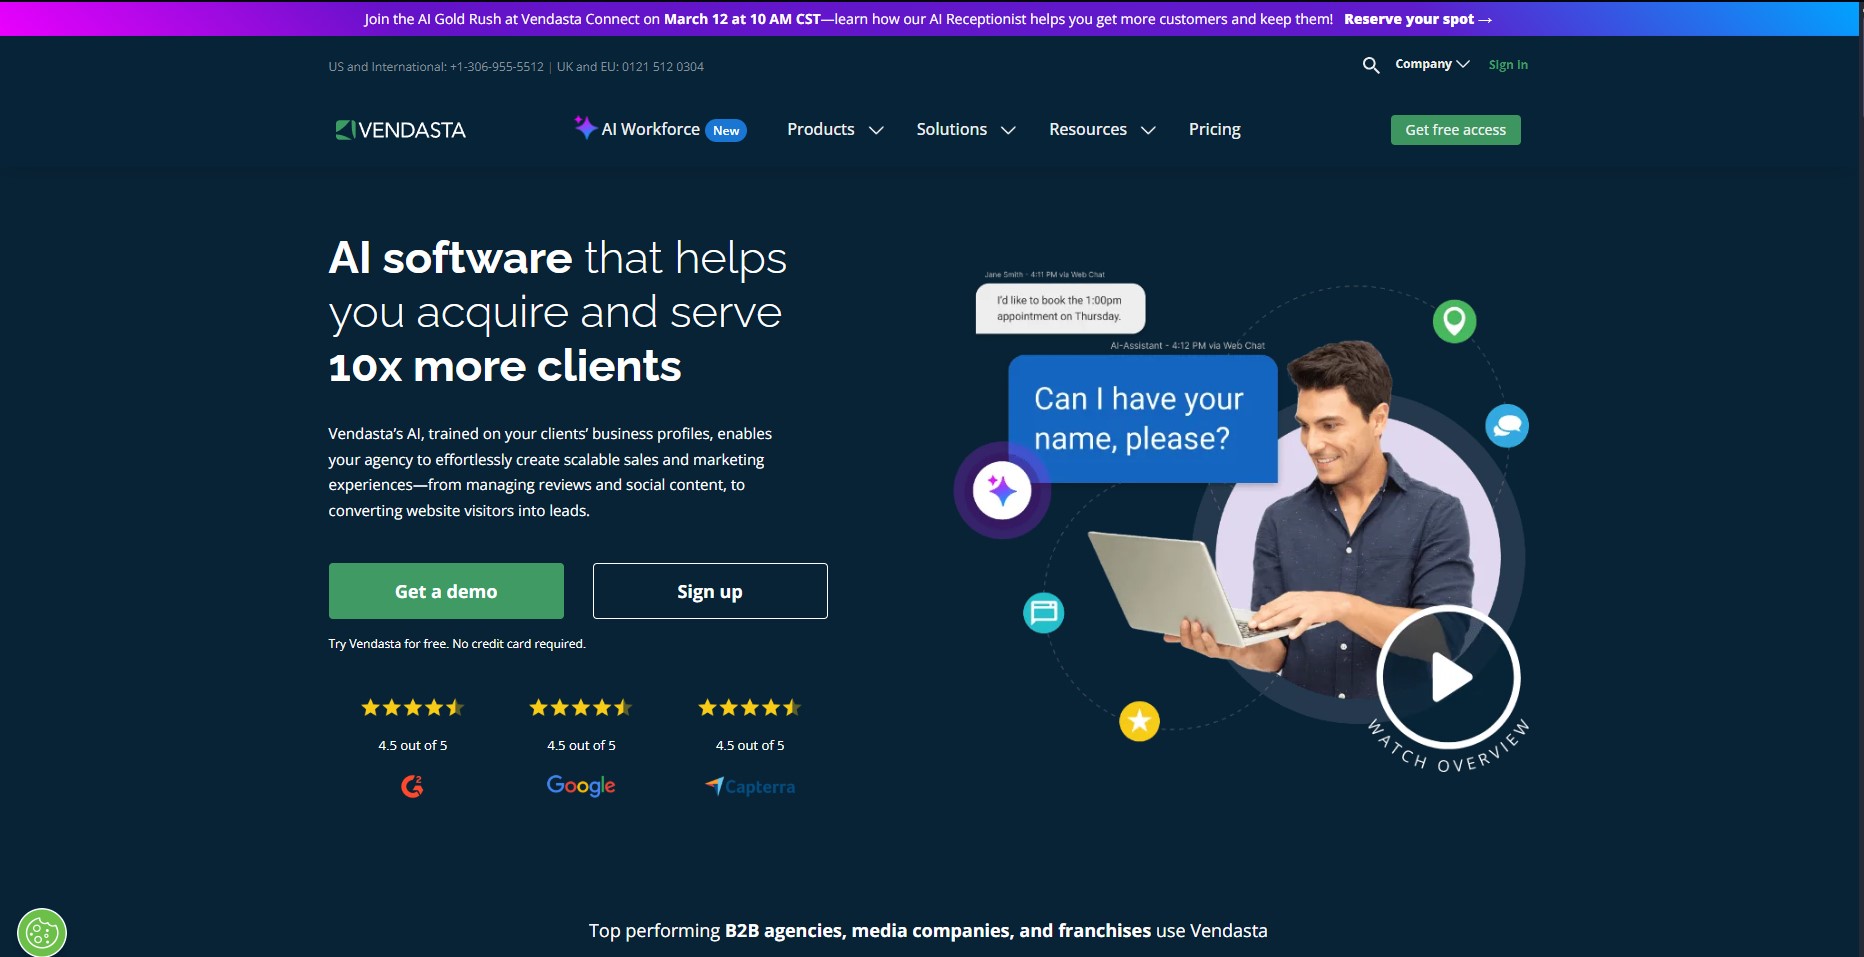 Join the AI Gold Rush at Vendasta Connect on March 12 at 10 AM CST—learn how our AI Receptionist helps you get more customers and keep them! Reserve your spot →
US and International: +1-306-955-5512 | UK and EU: 0121 512 0304
Company
Sign In
VENDASTA
AI Workforce New
Products
Solutions
Resources
Pricing
Get free access
AI software that helps
you acquire and serve
10x more clients
Vendasta’s AI, trained on your clients’ business profiles, enables
your agency to effortlessly create scalable sales and marketing
experiences—from managing reviews and social content, to
converting website visitors into leads.
Get a demo
Sign up
Try Vendasta for free. No credit card required.
4.5 out of 5
4.5 out of 5
4.5 out of 5
G2
Google
Capterra
Jane Smith - 4:11 PM via Web Chat
I'd like to book the 1:00pm
appointment on Thursday.
AI-Assistant - 4:12 PM via Web Chat
Can I have your
name, please?
WATCH OVERVIEW
Top performing B2B agencies, media companies, and franchises use Vendasta